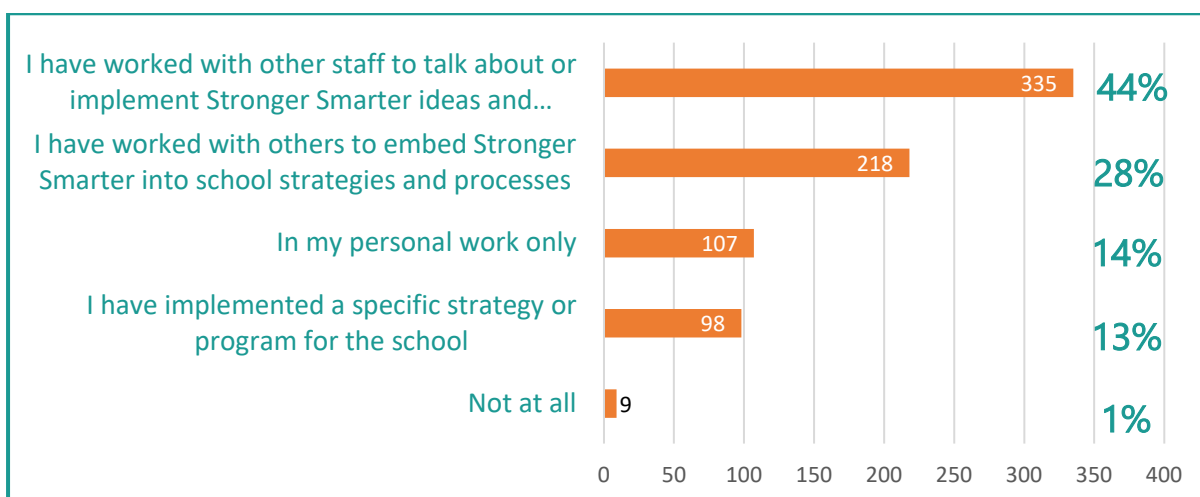 I have worked with other staff to talk about or
implement Stronger Smarter ideas and...
335
44%
I have worked with others to embed Stronger
Smarter into school strategies and processes
218
28%
In my personal work only
107
14%
I have implemented a specific strategy or
program for the school
98
13%
Not at all
9
1%
0 50 100 150 200 250 300 350 400